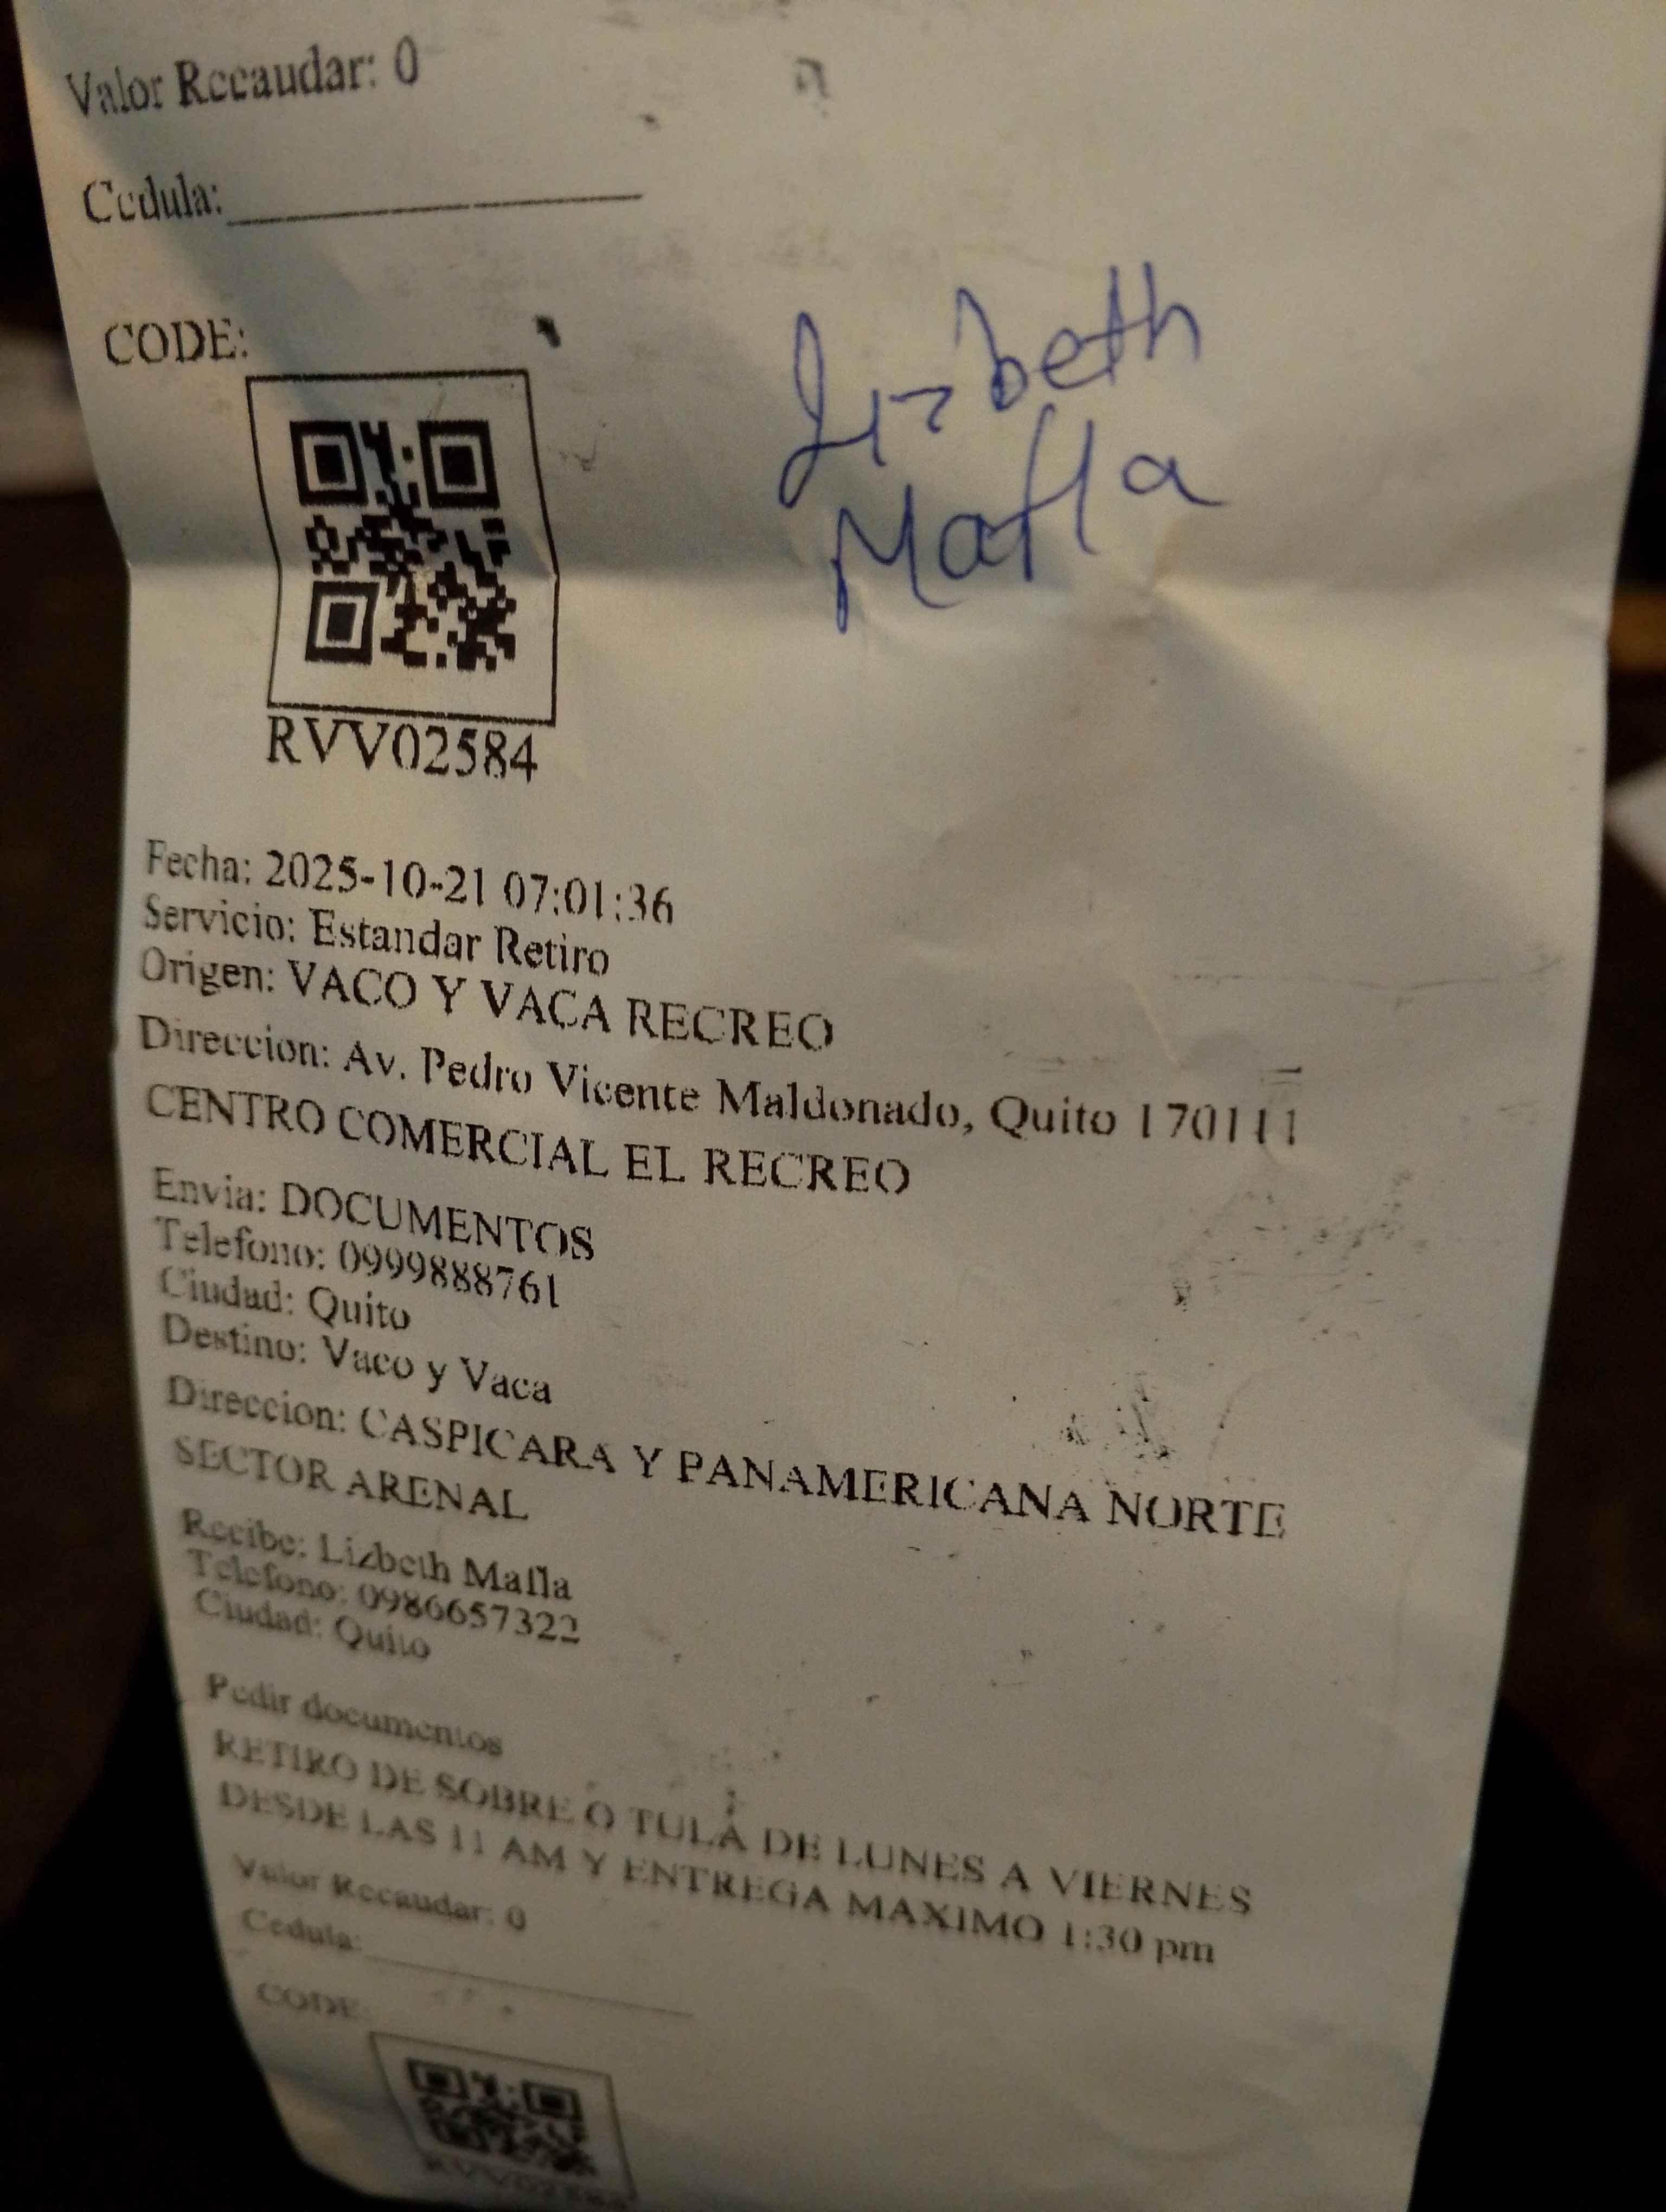 Valor Recaudar: 0
Cedula:
CODE:
Lizbeth
Mafla
RVV02584
Fecha: 2025-10-21 07:01:36
Servicio: Estandar Retiro
Origen: VACO Y VACA RECREO
Direccion: Av. Pedro Vicente Maldonado, Quito 170111
CENTRO COMERCIAL EL RECREO
Envia: DOCUMENTOS
Telefono: 0999888761
Ciudad: Quito
Destino: Vaco y Vaca
Direccion: CASPICARA Y PANAMERICANA NORTE
SECTOR ARENAL
Recibe: Lizbeth Mafla
Telefono: 0986657322
Ciudad: Quito
Pedir documentos
RETIRO DE SOBRE O TULA DE LUNES A VIERNES
DESDE LAS 11 AM Y ENTREGA MAXIMO 1:30 pm
Valor Recaudar: 0
Cedula:
CODE:
RVV02584